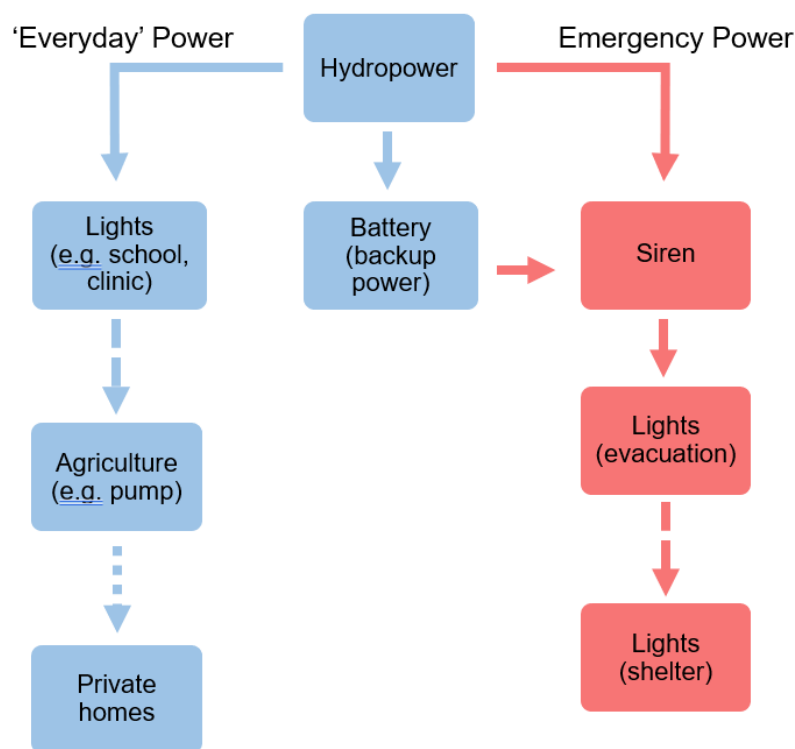 ‘Everyday’ Power
Emergency Power
Hydropower
Lights
(e.g. school,
clinic)
Battery
(backup
power)
Siren
Agriculture
(e.g. pump)
Lights
(evacuation)
Private
homes
Lights
(shelter)